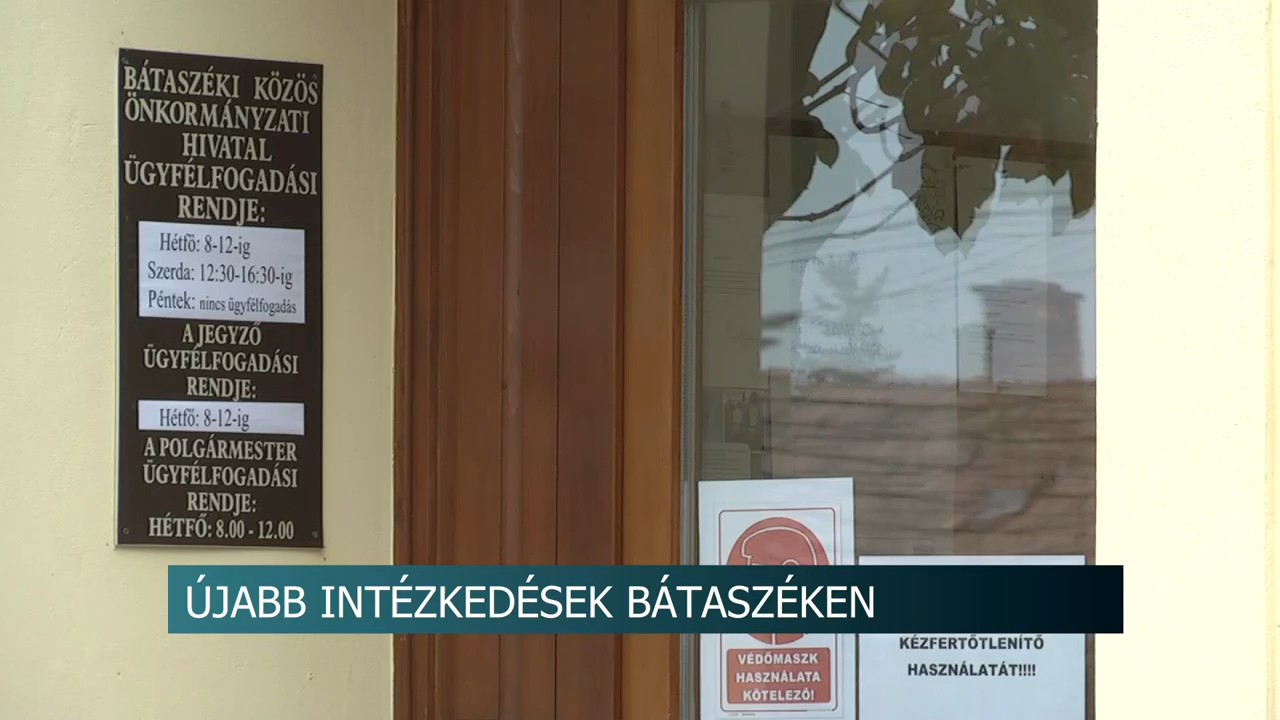 BÁTASZÉKI KÖZÖS
ÖNKORMÁNYZATI
HIVATAL
ÜGYFÉLFOGADÁSI
RENDJE:
Hétfő: 8-12-ig
Szerda: 12:30-16:30-ig
Péntek: nincs ügyfélfogadás
A JEGYZŐ
ÜGYFÉLFOGADÁSI
RENDJE:
Hétfő: 8-12-ig
A POLGÁRMESTER
ÜGYFÉLFOGADÁSI
RENDJE:
HÉTFŐ: 8.00 - 12.00
ÚJABB INTÉZKEDÉSEK BÁTASZÉKEN
VÉDŐMASZK
HASZNÁLATA
KÖTELEZŐ!
KÉZFERTŐTLENÍTŐ
HASZNÁLATÁT!!!!